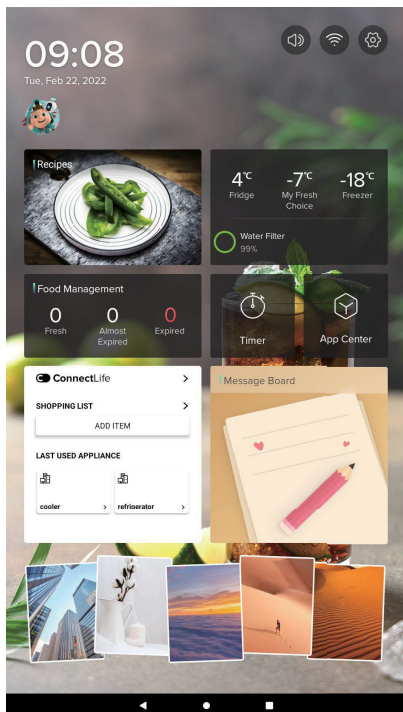 09:08
Tue, Feb 22, 2022
Recipes
4°C
-7°C
-18°C
Fridge
My Fresh
Choice
Freezer
Water Filter
99%
Food Management
0
0
0
Fresh
Almost
Expired
Expired
Timer
App Center
ConnectLife
SHOPPING LIST
ADD ITEM
LAST USED APPLIANCE
cooler
refrigerator
Message Board